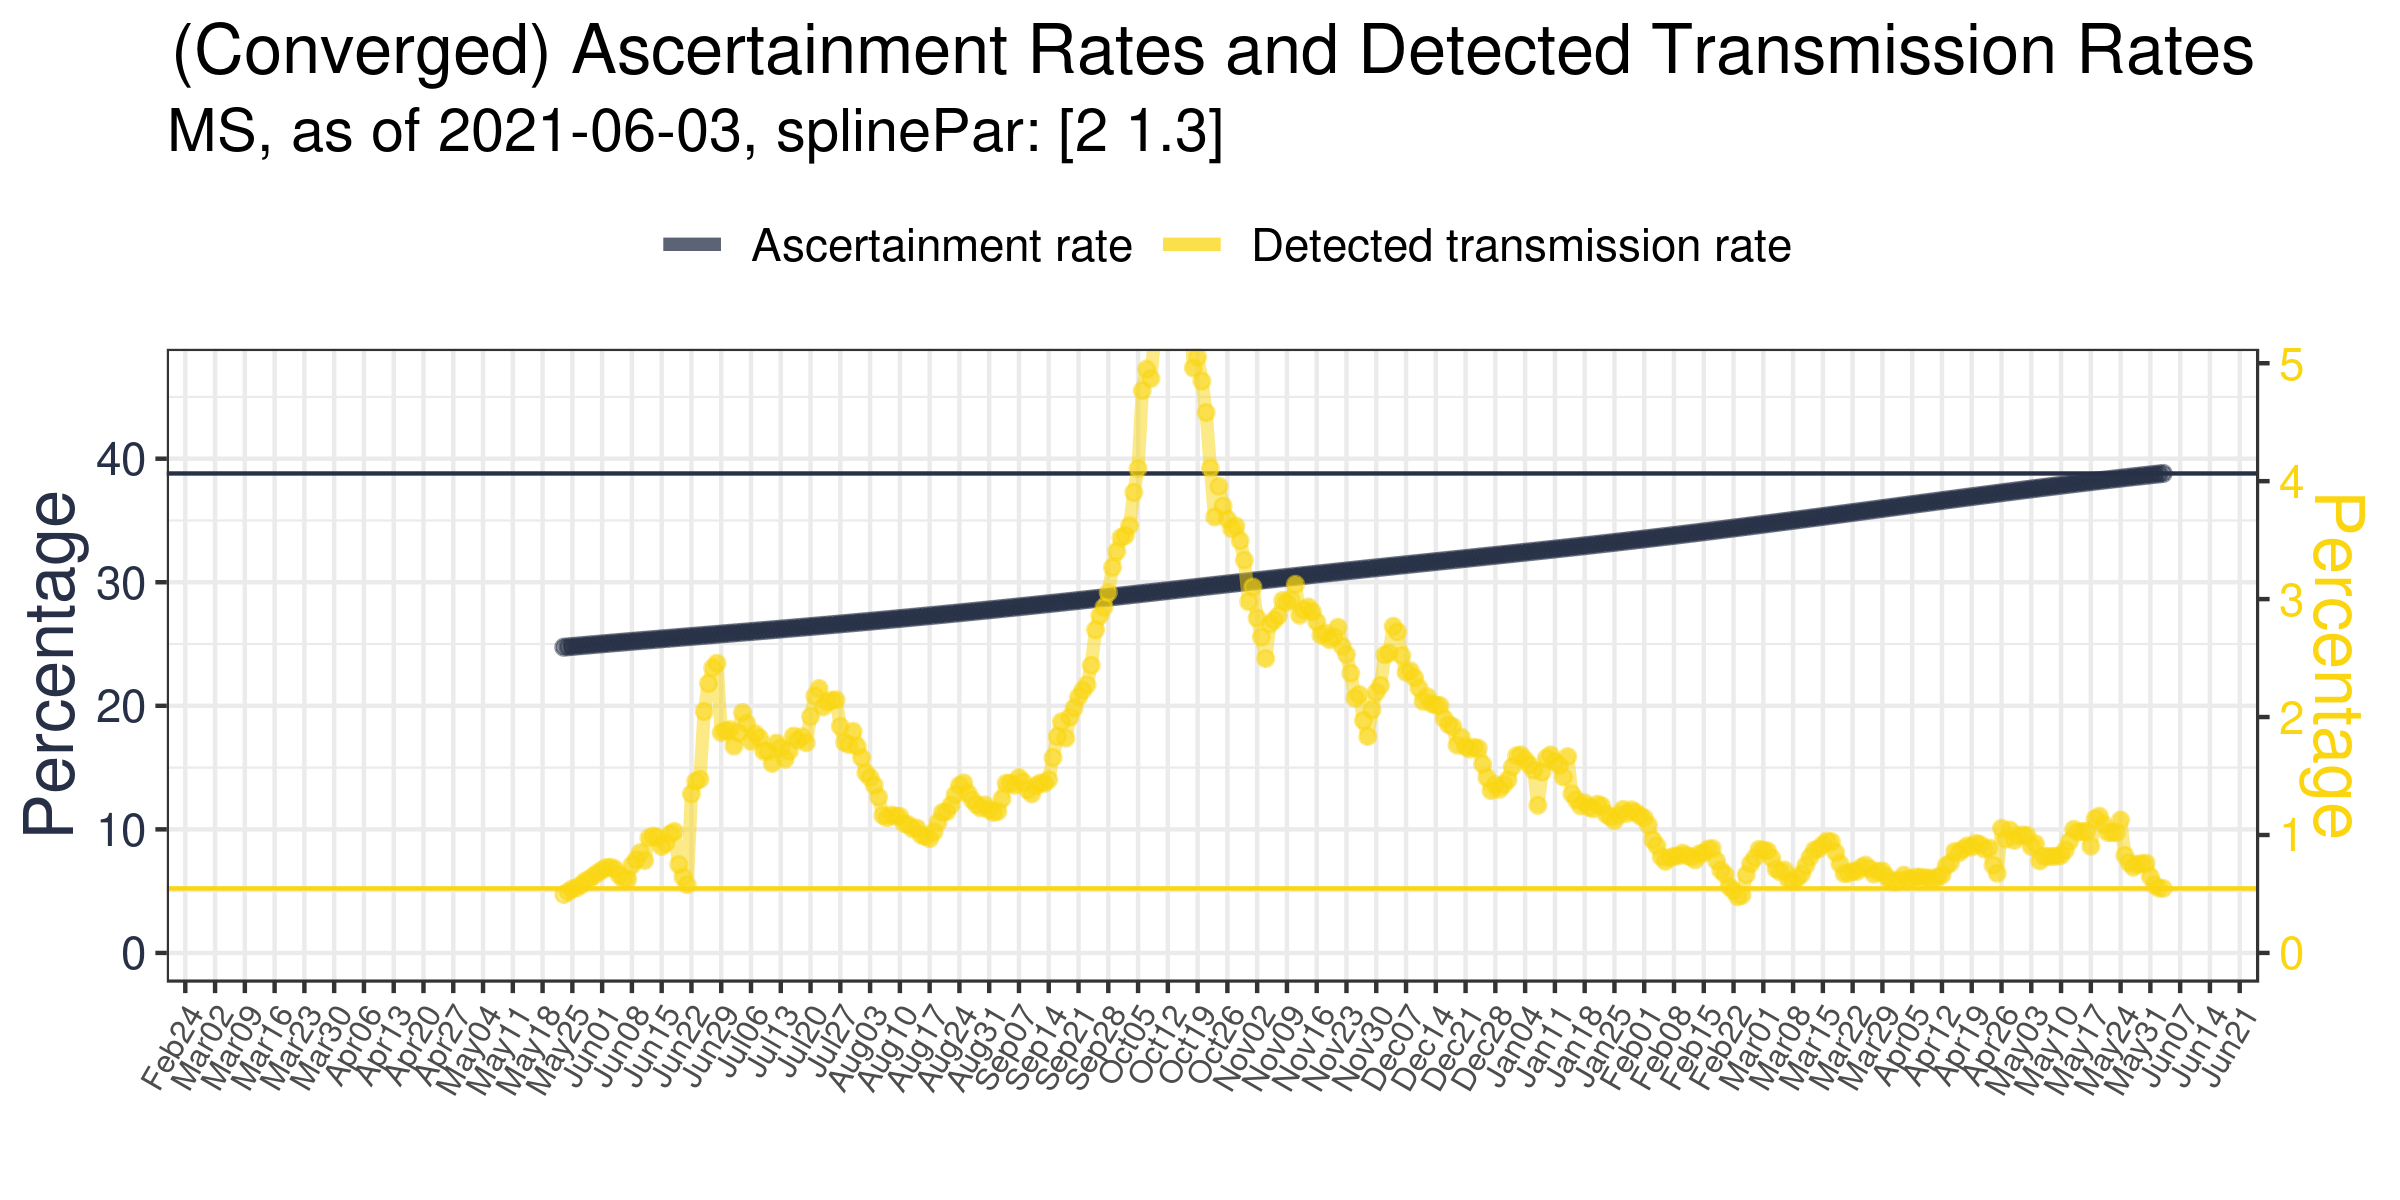 (Converged) Ascertainment Rates and Detected Transmission Rates
MS, as of 2021-06-03, splinePar: [2 1.3]
Ascertainment rate Detected transmission rate
Percentage
40
30
20
10
0
5
4
3
2
1
0
Percentage
Feb24 Mar02 Mar09 Mar16 Mar23 Mar30 Apr06 Apr13 Apr20 Apr27 May04 May11 May18 May25 Jun01 Jun08 Jun15 Jun22 Jun29 Jul06 Jul13 Jul20 Jul27 Aug03 Aug10 Aug17 Aug24 Aug31 Sep07 Sep14 Sep21 Sep28 Oct05 Oct12 Oct19 Oct26 Nov02 Nov09 Nov16 Nov23 Nov30 Dec07 Dec14 Dec21 Dec28 Jan04 Jan11 Jan18 Jan25 Feb01 Feb08 Feb15 Feb22 Mar01 Mar08 Mar15 Mar22 Mar29 Apr05 Apr12 Apr19 Apr26 May03 May10 May17 May24 May31 Jun07 Jun14 Jun21